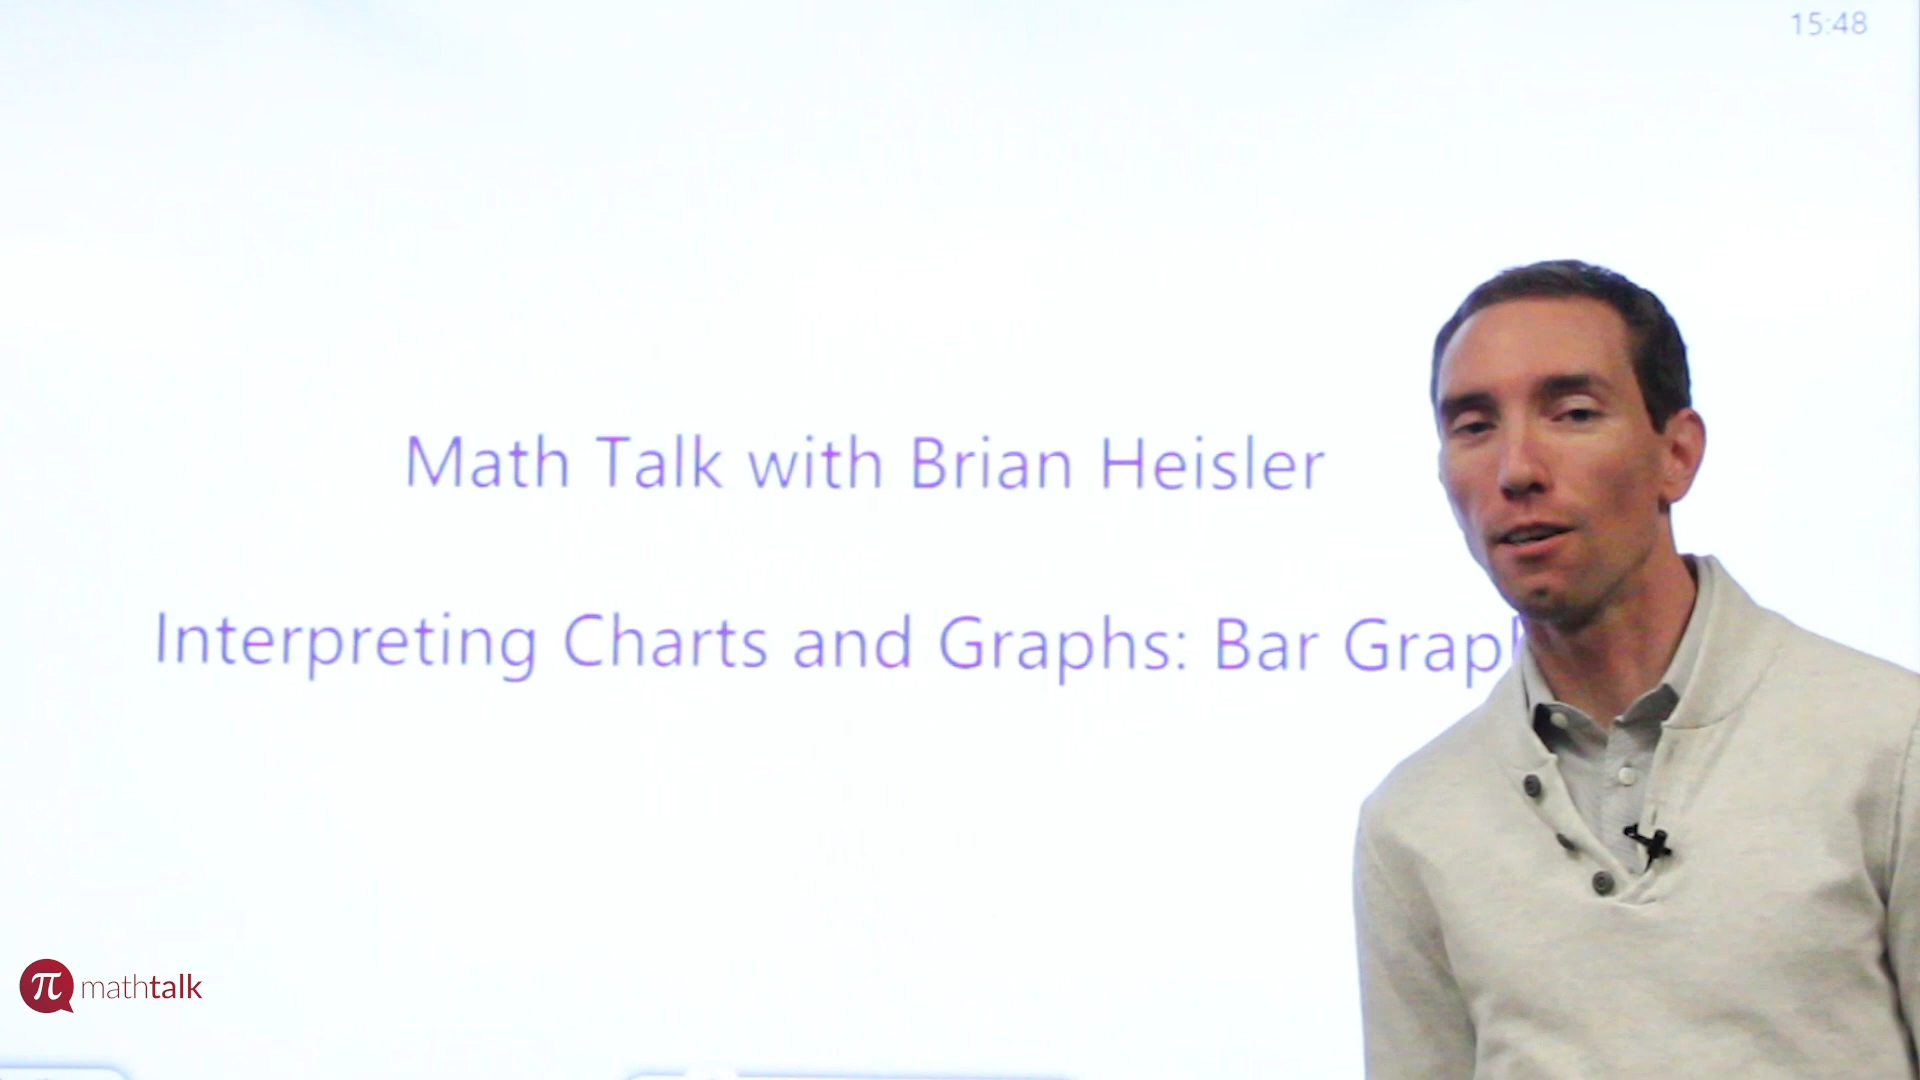 15:48
Math Talk with Brian Heisler
Interpreting Charts and Graphs: Bar Grap
π mathtalk